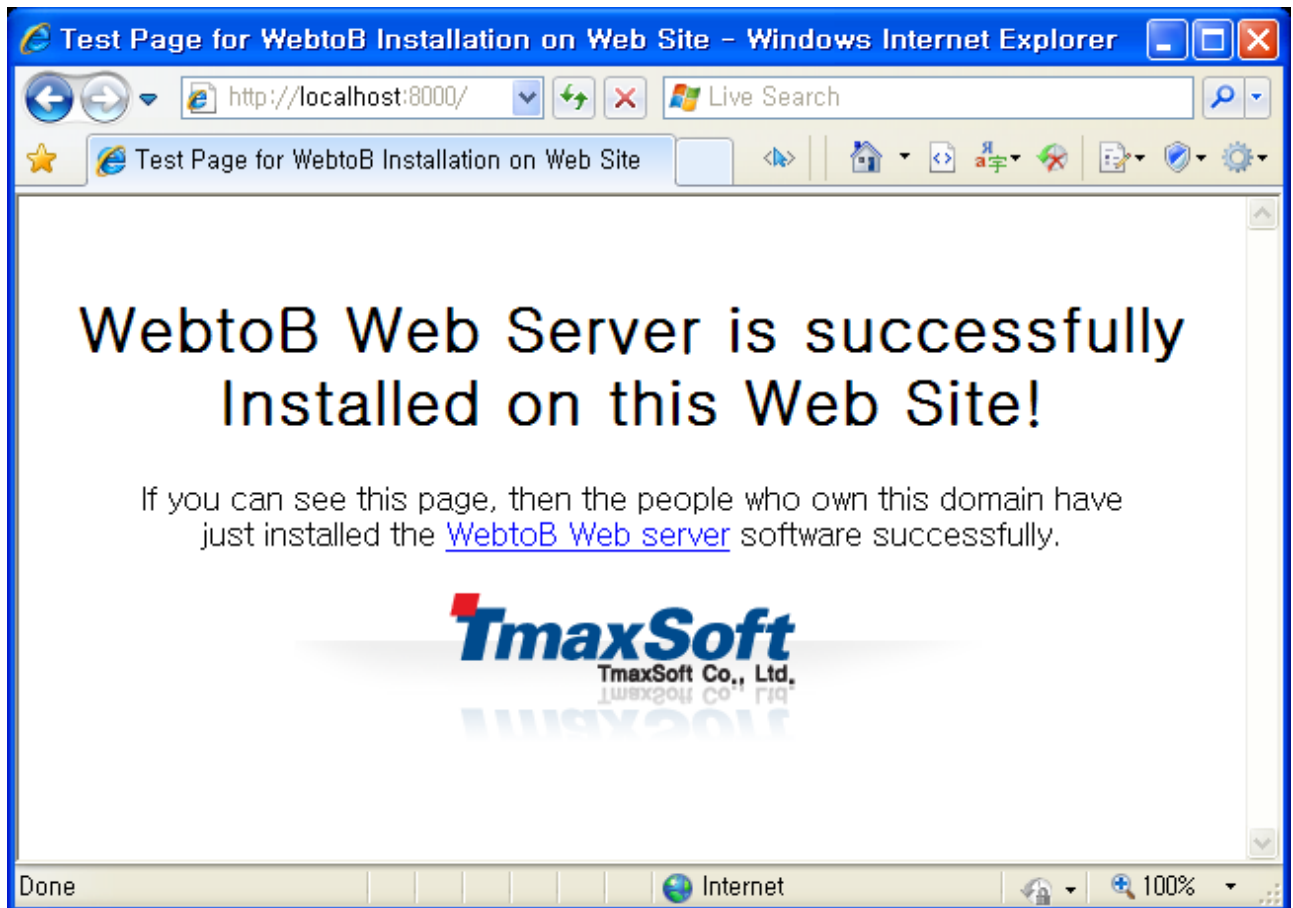 Test Page for WebtoB Installation on Web Site - Windows Internet Explorer
http://localhost:8000/
Live Search
Test Page for WebtoB Installation on Web Site
Я
a字
WebtoB Web Server is successfully
Installed on this Web Site!
If you can see this page, then the people who own this domain have
just installed the WebtoB Web server software successfully.
TmaxSoft
TmaxSoft Co., Ltd.
Done
Internet
100%